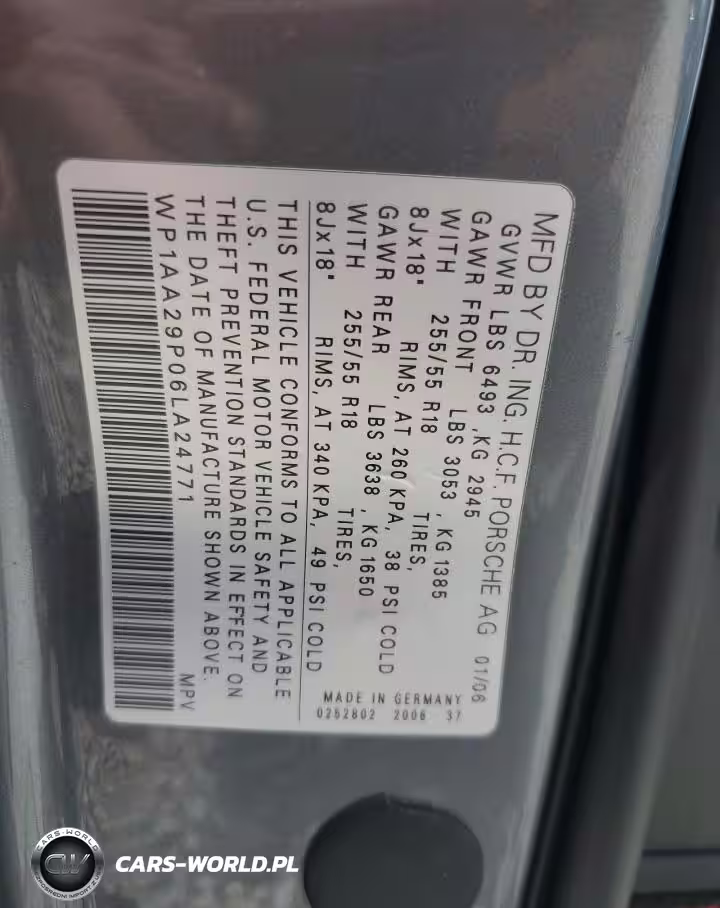 MFD BY DR. ING. H.C.F. PORSCHE AG 01/06
GVWR LBS 6493 ,KG 2945
GAWR FRONT LBS 3053 , KG 1385
WITH 255/55 R18 TIRES,
8Jx18" RIMS, AT 260 KPA, 38 PSI COLD
GAWR REAR LBS 3638 , KG 1650
WITH 255/55 R18 TIRES,
8Jx18" RIMS, AT 340 KPA, 49 PSI COLD
THIS VEHICLE CONFORMS TO ALL APPLICABLE
U.S. FEDERAL MOTOR VEHICLE SAFETY AND
THEFT PREVENTION STANDARDS IN EFFECT ON
THE DATE OF MANUFACTURE SHOWN ABOVE.
WP1AA29P06LA24771 MPV
MADE IN GERMANY
0252802 2006 37
CARS-WORLD
CW
CARS-WORLD.PL